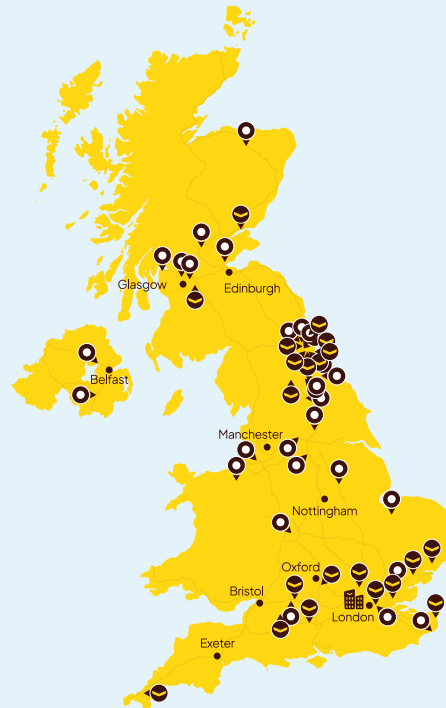 Glasgow
Edinburgh
Belfast
Manchester
Nottingham
Oxford
Bristol
London
Exeter